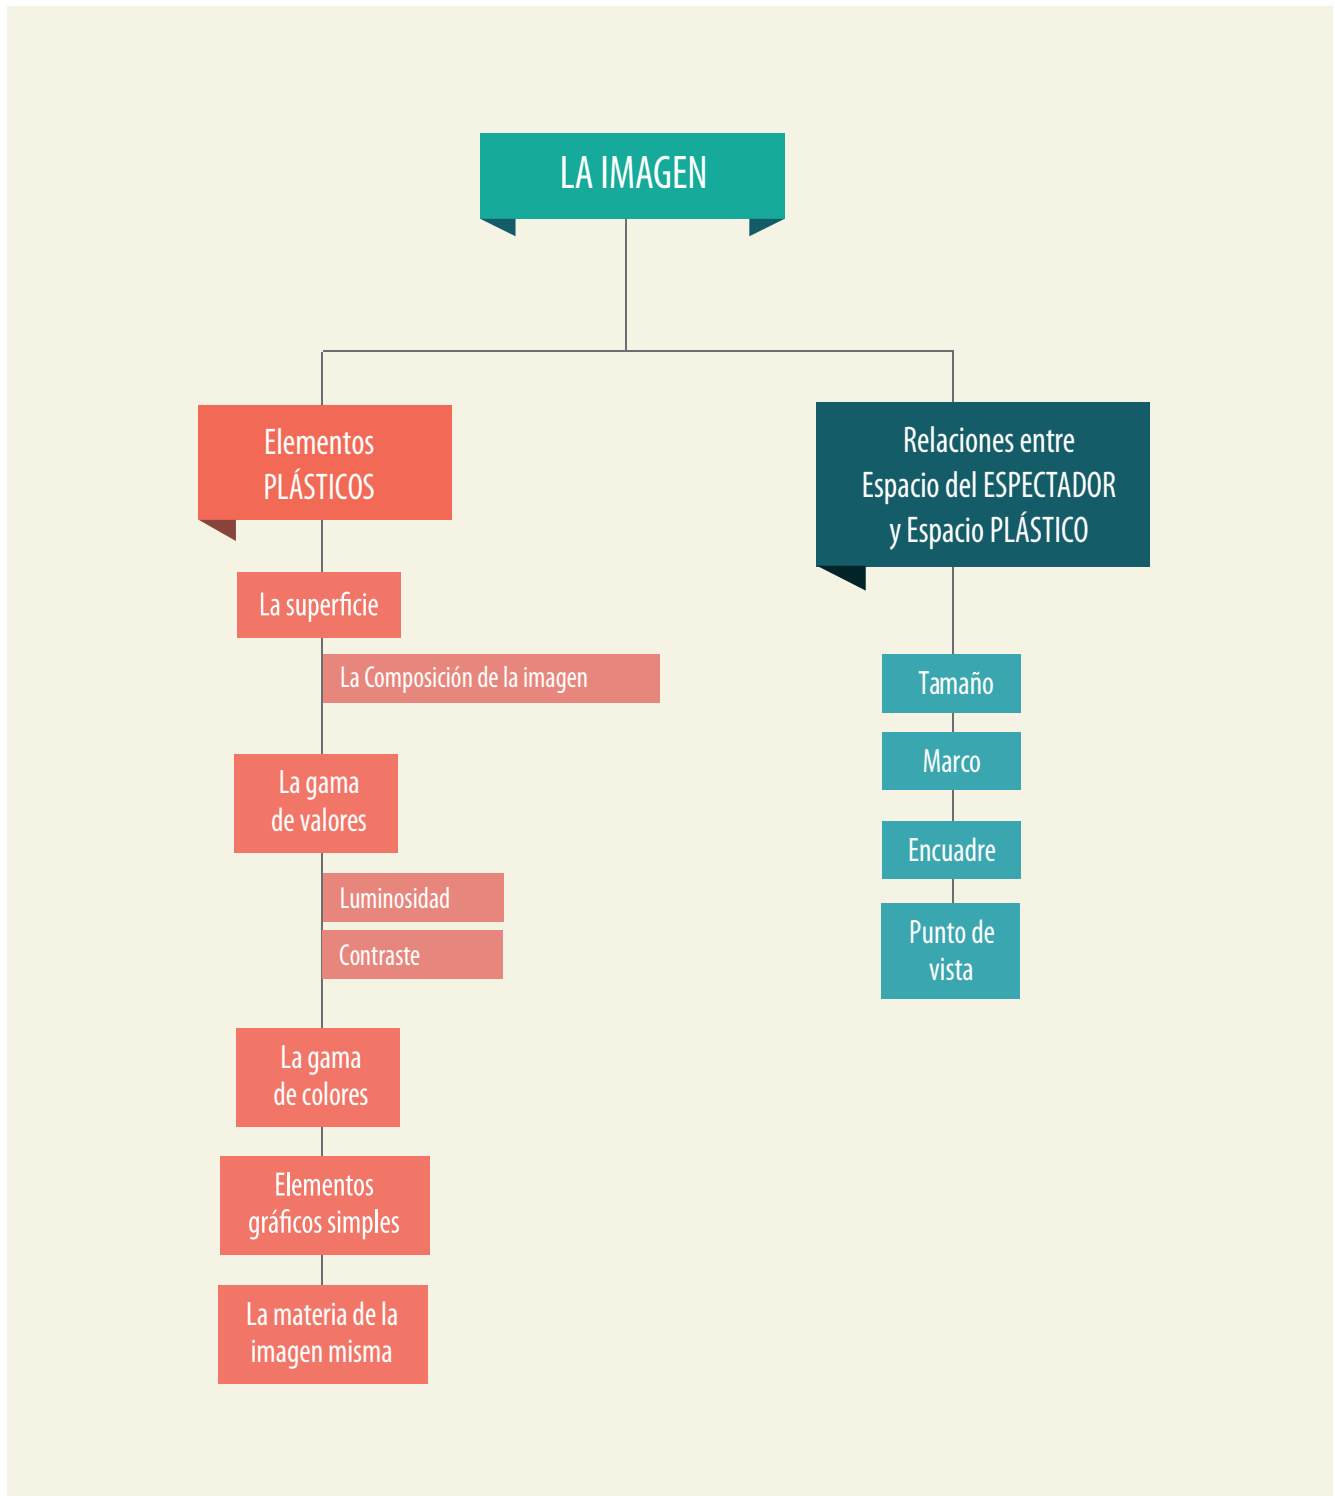 LA IMAGEN
Elementos
PLÁSTICOS
La superficie
La Composición de la imagen
La gama
de valores
Luminosidad
Contraste
La gama
de colores
Elementos
gráficos simples
La materia de la
imagen misma
Relaciones entre
Espacio del ESPECTADOR
y Espacio PLÁSTICO
Tamaño
Marco
Encuadre
Punto de
vista